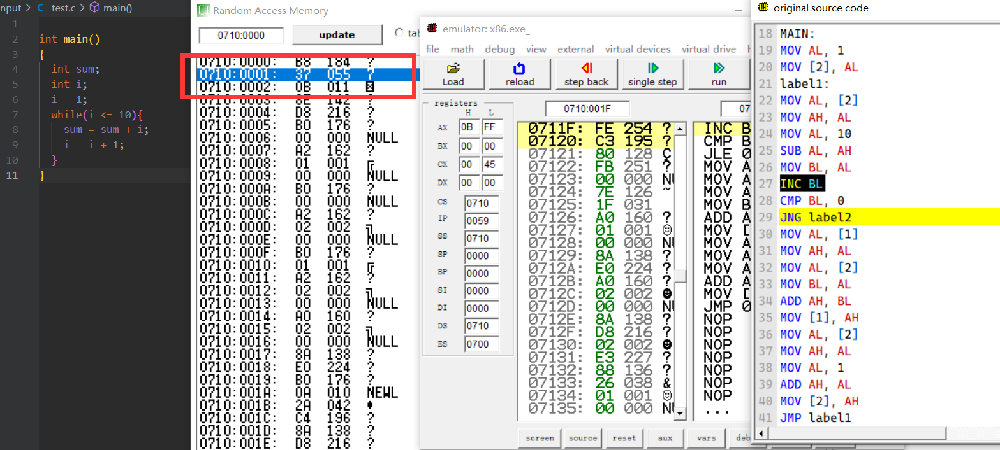 nput > C test.c > main()
1
2 int main()
3 {
4 int sum;
5 int i;
6 i = 1;
7 while(i <= 10){
8 sum = sum + i;
9 i = i + 1;
10 }
11 }
Random Access Memory
0710:0000 update tab
0710:0000: B8 184 ?
0710:0001: 37 055 7
0710:0002: 0B 011
0710:0003: 8E 142 ?
0710:0004: D8 216 ?
0710:0005: B0 176 ?
0710:0006: 00 000 NULL
0710:0007: A2 162 ?
0710:0008: 01 001
0710:0009: 00 000 NULL
0710:000A: B0 176 ?
0710:000B: 00 000 NULL
0710:000C: A2 162 ?
0710:000D: 02 002
0710:000E: 00 000 NULL
0710:000F: B0 176 ?
0710:0010: 01 001
0710:0011: A2 162 ?
0710:0012: 02 002
0710:0013: 00 000 NULL
0710:0014: A0 160 ?
0710:0015: 02 002
0710:0016: 00 000 NULL
0710:0017: 8A 138 ?
0710:0018: E0 224 ?
0710:0019: B0 176 ?
0710:001A: 0A 010 NEWL
0710:001B: 2A 042 *
0710:001C: C4 196 ?
0710:001D: 8A 138 ?
0710:001E: D8 216 ?
emulator: x86.exe_
file math debug view external virtual devices virtual drive h
Load reload step back single step run
registers
H L
AX 0B FF
BX 00 00
CX 00 45
DX 00 00
CS 0710
IP 0059
SS 0710
SP 0000
BP 0000
SI 0000
DI 0000
DS 0710
ES 0700
0710:001F 07
0711F: FE 254 ?
07120: C3 195 ?
07121: 80 128 Ç
07122: FB 251 ?
07123: 00 000 NU
07124: 7E 126 ~
07125: 1F 031
07126: A0 160 ?
07127: 01 001 ☺
07128: 00 000 NU
07129: 8A 138 ?
0712A: E0 224 ?
0712B: A0 160 ?
0712C: 02 002 ☻
0712D: 00 000 NU
0712E: 8A 138 ?
0712F: D8 216 ?
07130: 02 002 ☻
07131: E3 227 ?
07132: 88 136 ?
07133: 26 038 &
07134: 01 001 ☺
07135: 00 000 NU
INC B
CMP B
JLE 0
MOV A
MOV A
MOV A
MOV B
ADD A
MOV [
MOV A
MOV A
MOV A
ADD A
MOV [
JMP 0
NOP
NOP
NOP
NOP
NOP
NOP
NOP
...
screen source reset aux vars deb
original source code
18 MAIN:
19 MOV AL, 1
20 MOV [2], AL
21 label1:
22 MOV AL, [2]
23 MOV AH, AL
24 MOV AL, 10
25 SUB AL, AH
26 MOV BL, AL
27 INC BL
28 CMP BL, 0
29 JNG label2
30 MOV AL, [1]
31 MOV AH, AL
32 MOV AL, [2]
33 MOV BL, AL
34 ADD AH, BL
35 MOV [1], AH
36 MOV AL, [2]
37 MOV AH, AL
38 MOV AL, 1
39 ADD AH, AL
40 MOV [2], AH
41 JMP label1